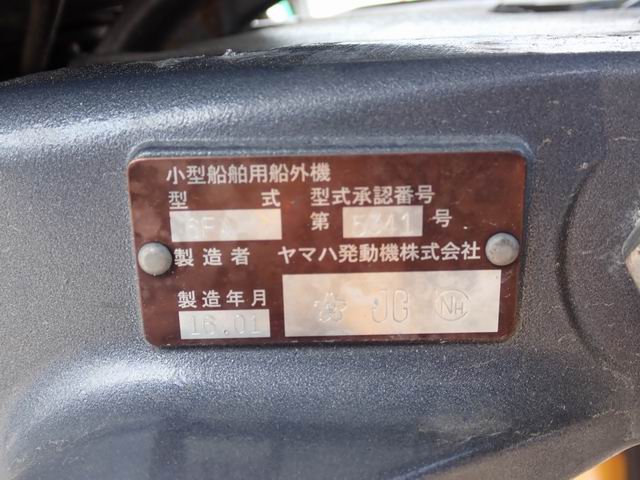 小型船舶用船外機
型 式 型式承認番号
第 5341 号
製造者 ヤマハ発動機株式会社
製造年月
16.01 JG NH